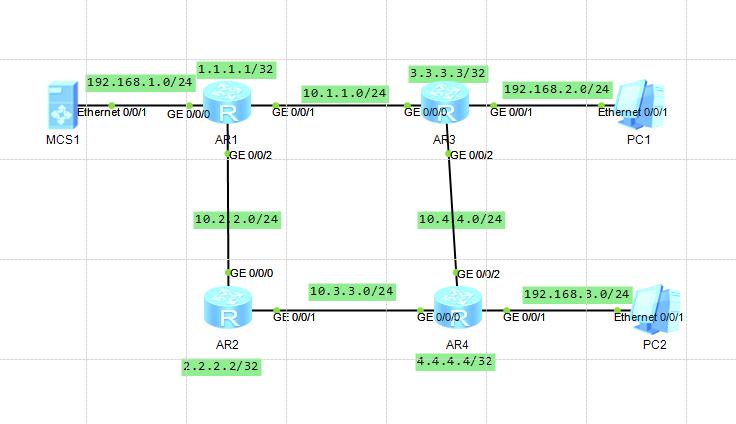 1.1.1.1/32
3.3.3.3/32
192.168.1.0/24
10.1.1.0/24
192.168.2.0/24
Ethernet 0/0/1
GE 0/0/0
GE 0/0/1
GE 0/0/0
GE 0/0/1
Ethernet 0/0/1
R
R
MCS1
AR1
AR3
PC1
GE 0/0/2
GE 0/0/2
10.2.2.0/24
10.4.4.0/24
GE 0/0/0
GE 0/0/2
10.3.3.0/24
192.168.3.0/24
GE 0/0/1
GE 0/0/0
GE 0/0/1
Ethernet 0/0/1
R
R
AR2
AR4
PC2
2.2.2.2/32
4.4.4.4/32